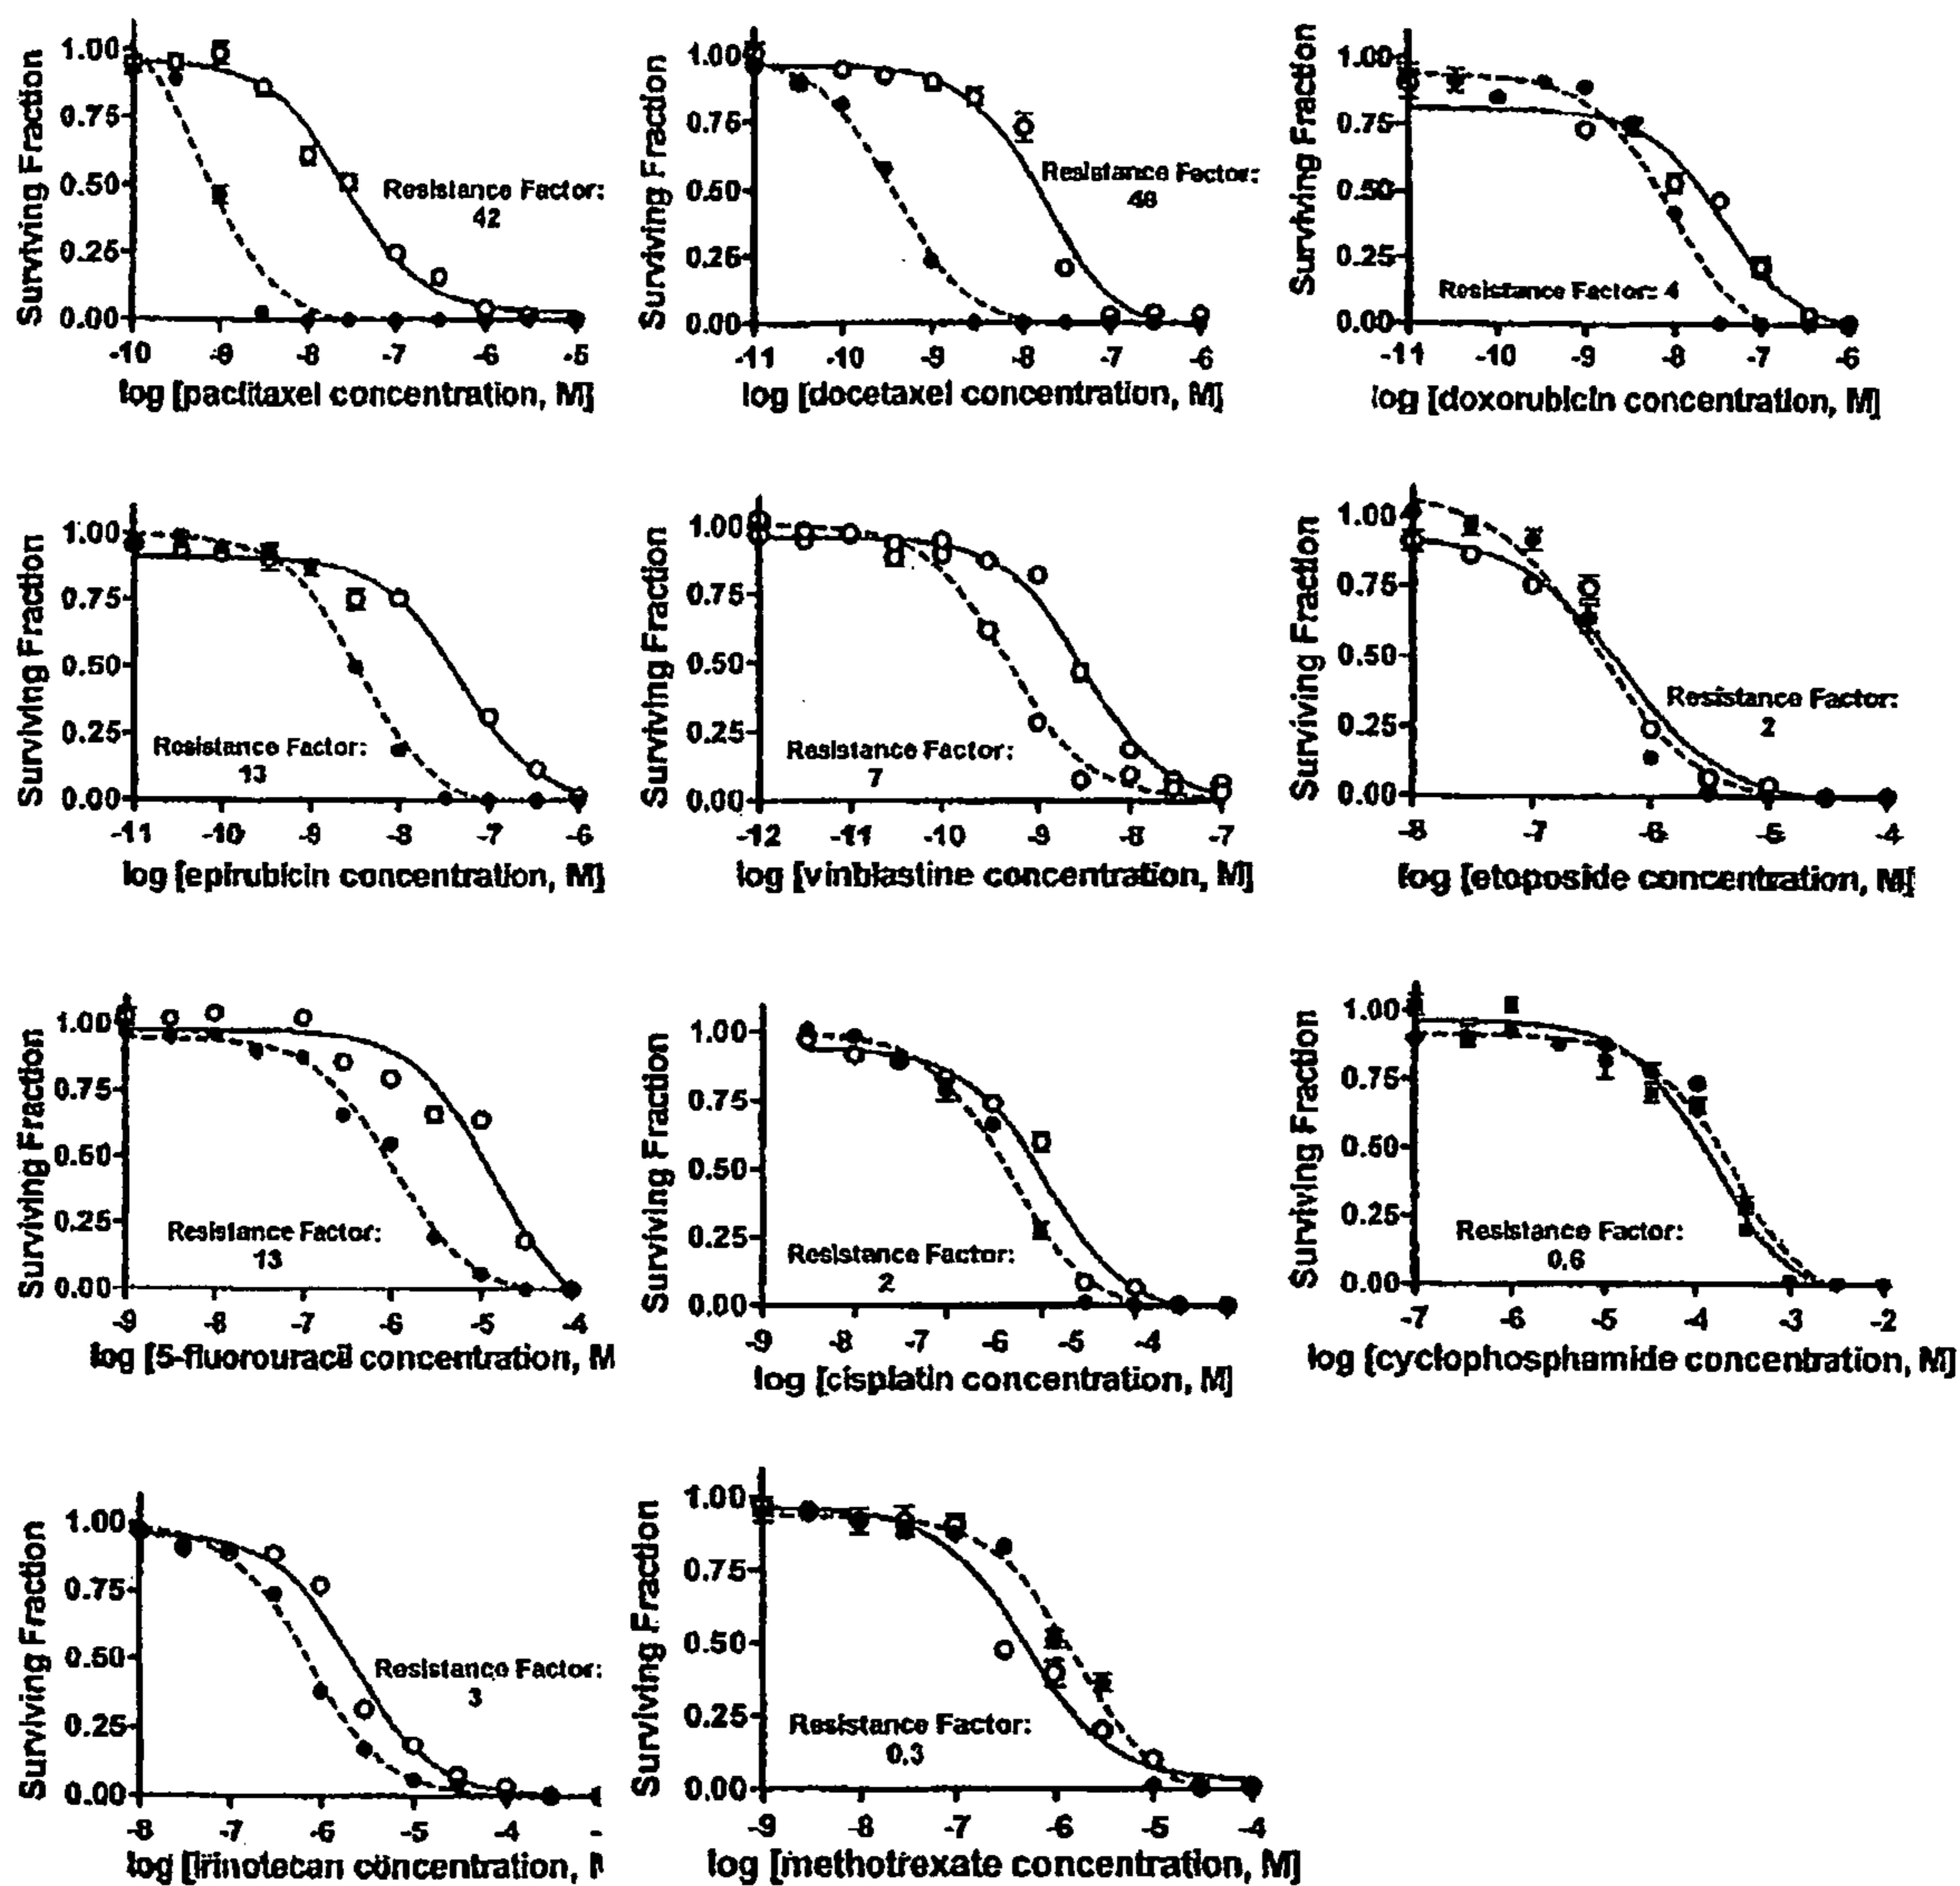 Surviving Fraction
1.00
0.75
0.50
0.25
0.00
-10 -9 -8 -7 -6 -5
log [paclitaxel concentration, M]
Resistance Factor:
42
Surviving Fraction
1.00
0.75
0.50
0.25
0.00
-11 -10 -9 -8 -7 -6
log [docetaxel concentration, M]
Resistance Factor:
Surviving Fraction
1.00
0.75
0.50
0.25
0.00
-11 -10 -9 -8 -7 -6
log [doxorubicin concentration, M]
Resistance Factor: 4
Surviving Fraction
1.00
0.75
0.50
0.25
0.00
-11 -10 -9 -8 -7 -6
log [epirubicin concentration, M]
Resistance Factor:
13
Surviving Fraction
1.00
0.75
0.50
0.25
0.00
-12 -11 -10 -9 -8 -7
log [vinblastine concentration, M]
Resistance Factor:
7
Surviving Fraction
1.00
0.75
0.50
0.25
0.00
-8 -7 -6 -5 -4
log [etoposide concentration, M]
Resistance Factor:
2
Surviving Fraction
1.00
0.75
0.50
0.25
0.00
-9 -8 -7 -6 -5 -4
log [5-fluorouracil concentration, M
Resistance Factor:
13
Surviving Fraction
1.00
0.75
0.50
0.25
0.00
-9 -8 -7 -6 -5 -4
log [cisplatin concentration, M]
Resistance Factor:
2
Surviving Fraction
1.00
0.75
0.50
0.25
0.00
-7 -6 -5 -4 -3 -2
log [cyclophosphamide concentration, M]
Resistance Factor:
0.6
Surviving Fraction
1.00
0.75
0.50
0.25
0.00
-8 -7 -6 -5 -4 -
log [Irinotecan concentration,
Resistance Factor:
3
Surviving Fraction
1.00
0.75
0.50
0.25
0.00
-9 -8 -7 -6 -5 -4
log [methotrexate concentration, M]
Resistance Factor:
0.3